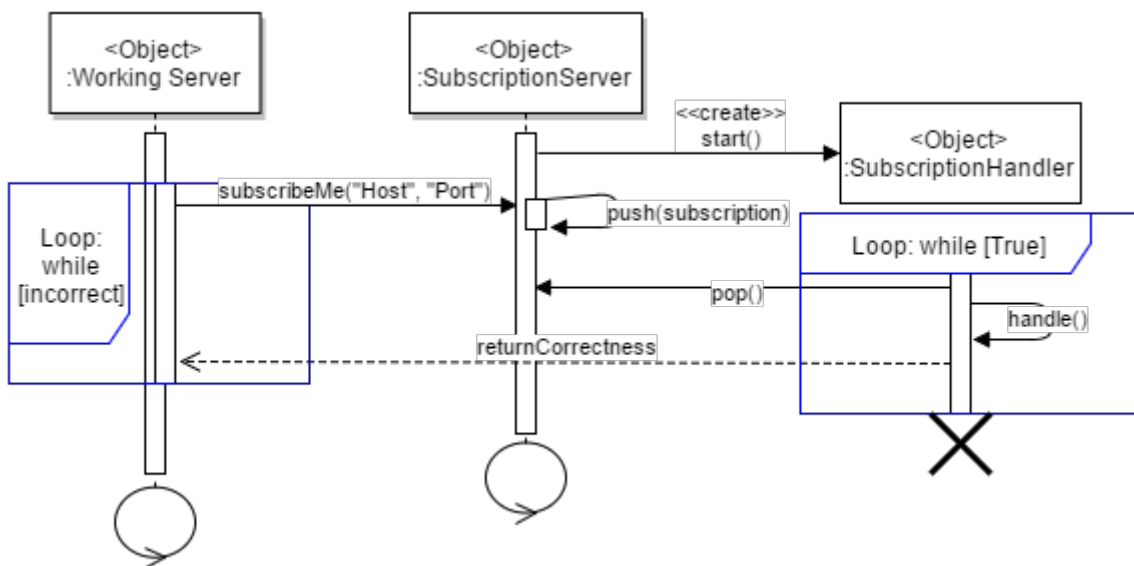 <Object>
:Working Server
<Object>
:SubscriptionServer
<<create>>
start()
<Object>
:SubscriptionHandler
subscribeMe("Host", "Port")
push(subscription)
Loop:
while
[incorrect]
Loop: while [True]
pop()
handle()
returnCorrectness